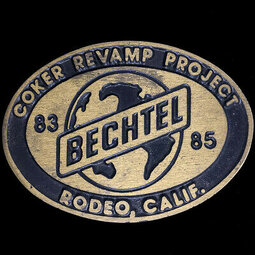 COKER REVAMP PROJECT
83
BECHTEL
85
RODEO, CALIF.